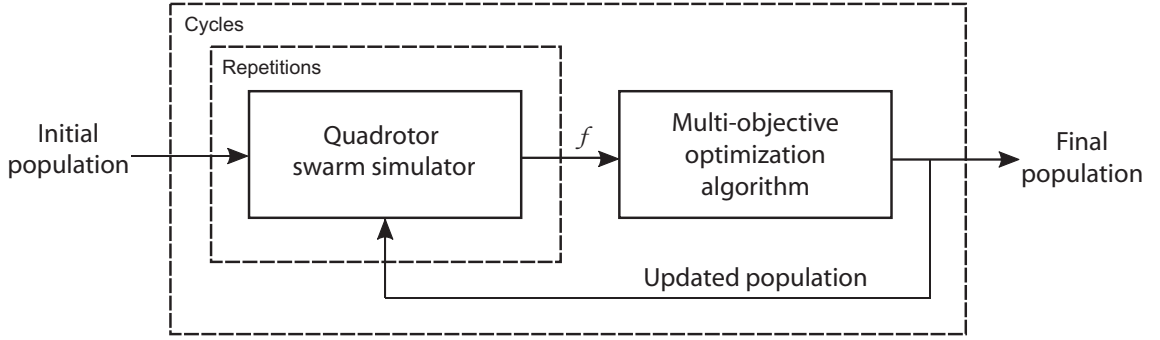 Cycles
Repetitions
Initial
population
Quadrotor
swarm simulator
f
Multi-objective
optimization
algorithm
Final
population
Updated population